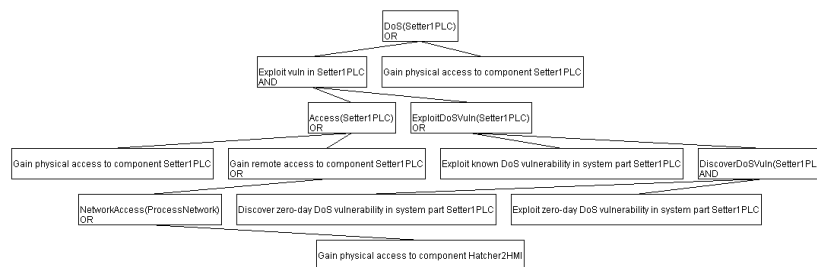 DoS(Setter1PLC)
OR
Exploit vuln in Setter1PLC
AND
Gain physical access to component Setter1PLC
Access(Setter1PLC)
OR
ExploitDoSVuln(Setter1PLC)
OR
Gain physical access to component Setter1PLC
Gain remote access to component Setter1PLC
OR
Exploit known DoS vulnerability in system part Setter1PLC
DiscoverDoSVuln(Setter1PL
AND
NetworkAccess(ProcessNetwork)
OR
Discover zero-day DoS vulnerability in system part Setter1PLC
Exploit zero-day DoS vulnerability in system part Setter1PLC
Gain physical access to component Hatcher2HMI